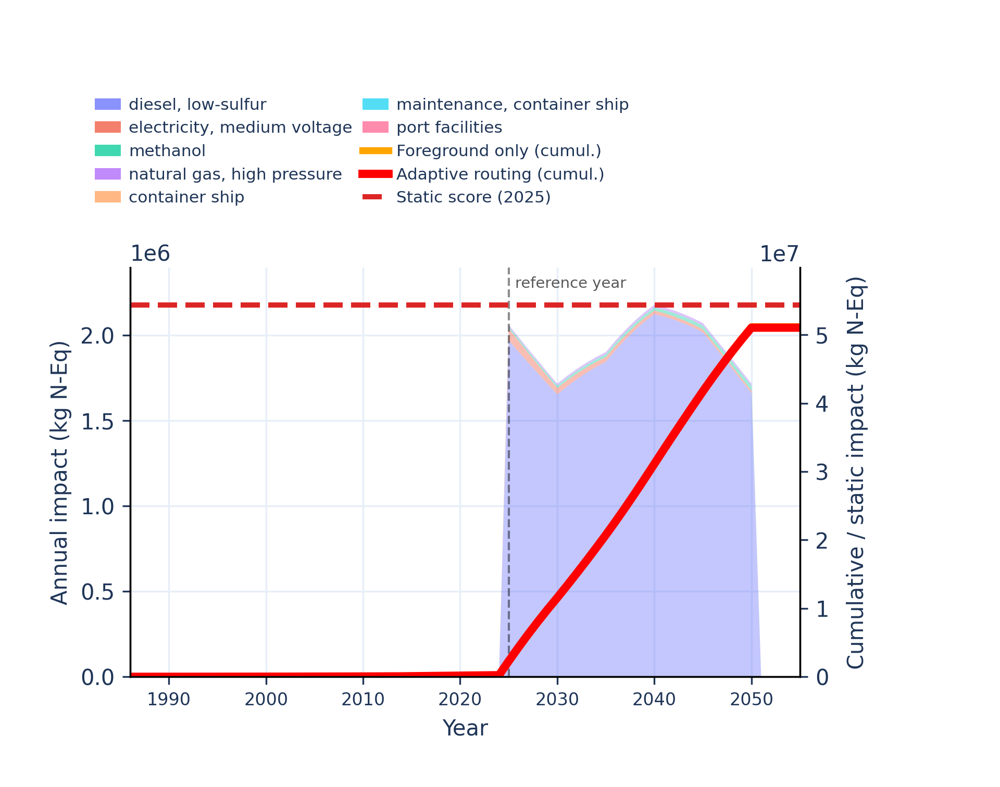 diesel, low-sulfur
electricity, medium voltage
methanol
natural gas, high pressure
container ship
maintenance, container ship
port facilities
Foreground only (cumul.)
Adaptive routing (cumul.)
Static score (2025)
1e6
1e7
reference year
Annual impact (kg N-Eq)
2.0
1.5
1.0
0.5
0.0
5
4
3
2
1
0
Cumulative / static impact (kg N-Eq)
1990
2000
2010
2020
2030
2040
2050
Year